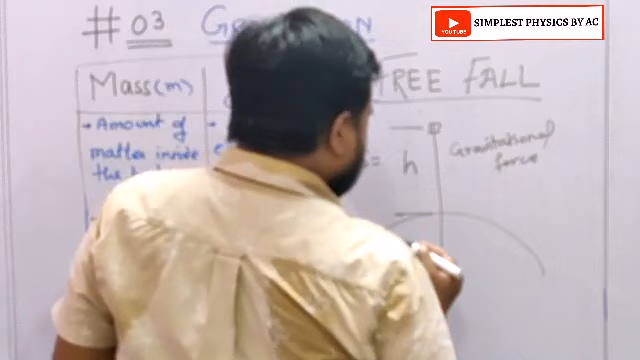 SIMPLEST PHYSICS BY AC
YOUTUBE
# 03
Mass(m)
FREE FALL
→ Amount of
matter inside
the
Gravitational
force
= h